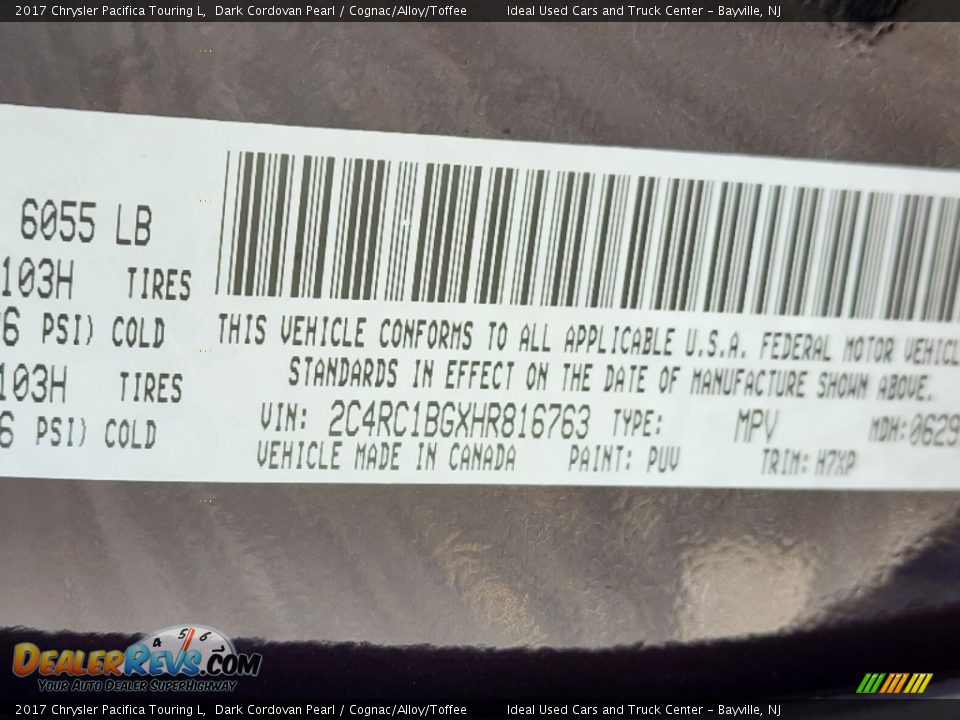 2017 Chrysler Pacifica Touring L, Dark Cordovan Pearl / Cognac/Alloy/Toffee Ideal Used Cars and Truck Center - Bayville, NJ
6055 LB
103H TIRES
6 PSI) COLD
103H TIRES
6 PSI) COLD
THIS VEHICLE CONFORMS TO ALL APPLICABLE U.S.A. FEDERAL MOTOR VEHICL
STANDARDS IN EFFECT ON THE DATE OF MANUFACTURE SHOWN ABOVE.
VIN: 2C4RC1BGXHR816763 TYPE: MPV MDH: 0629
VEHICLE MADE IN CANADA PAINT: PUV TRIM: H7XP
4 5 6 7
DEALERREVS.COM
Your Auto Dealer SuperHighway
2017 Chrysler Pacifica Touring L, Dark Cordovan Pearl / Cognac/Alloy/Toffee Ideal Used Cars and Truck Center - Bayville, NJ